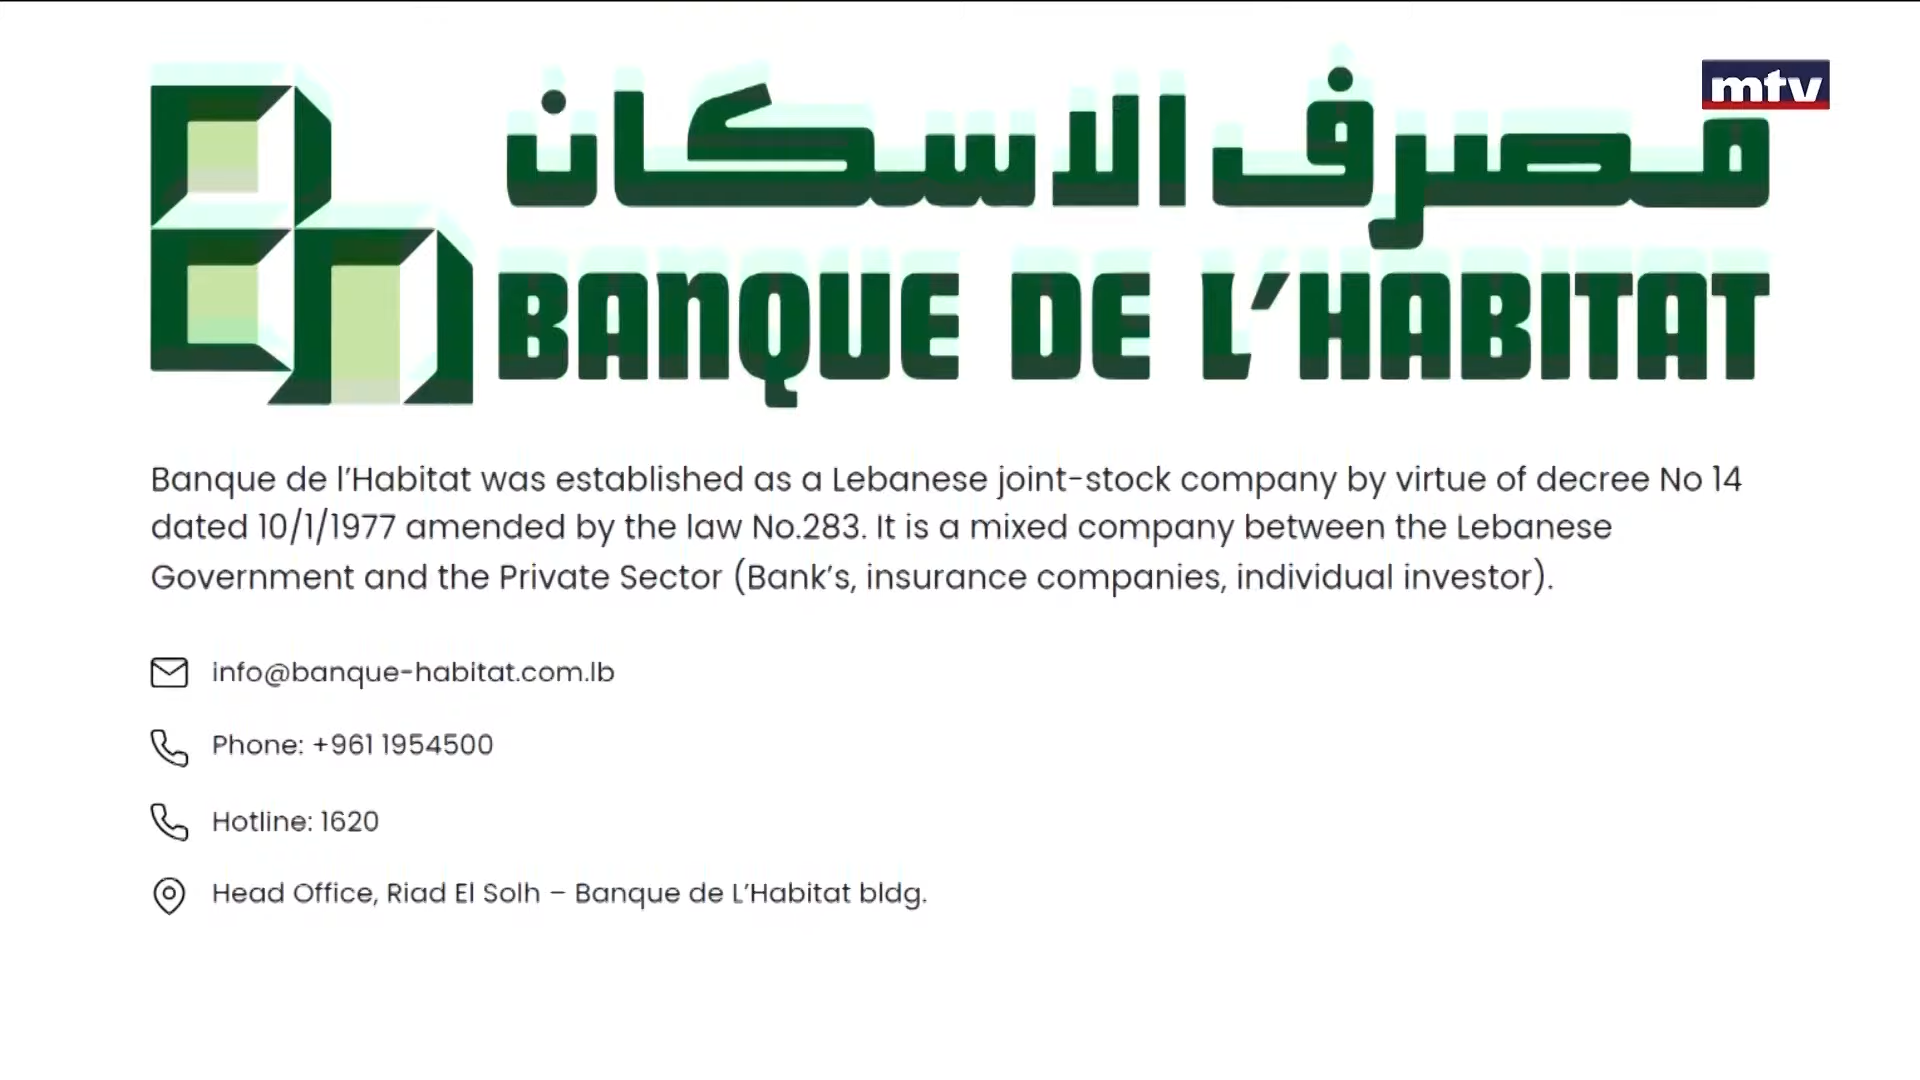 mtv
مصرف الاسكان
BANQUE DE L'HABITAT
Banque de l’Habitat was established as a Lebanese joint-stock company by virtue of decree No 14
dated 10/1/1977 amended by the law No.283. It is a mixed company between the Lebanese
Government and the Private Sector (Bank’s, insurance companies, individual investor).
info@banque-habitat.com.lb
Phone: +961 1954500
Hotline: 1620
Head Office, Riad El Solh – Banque de L’Habitat bldg.